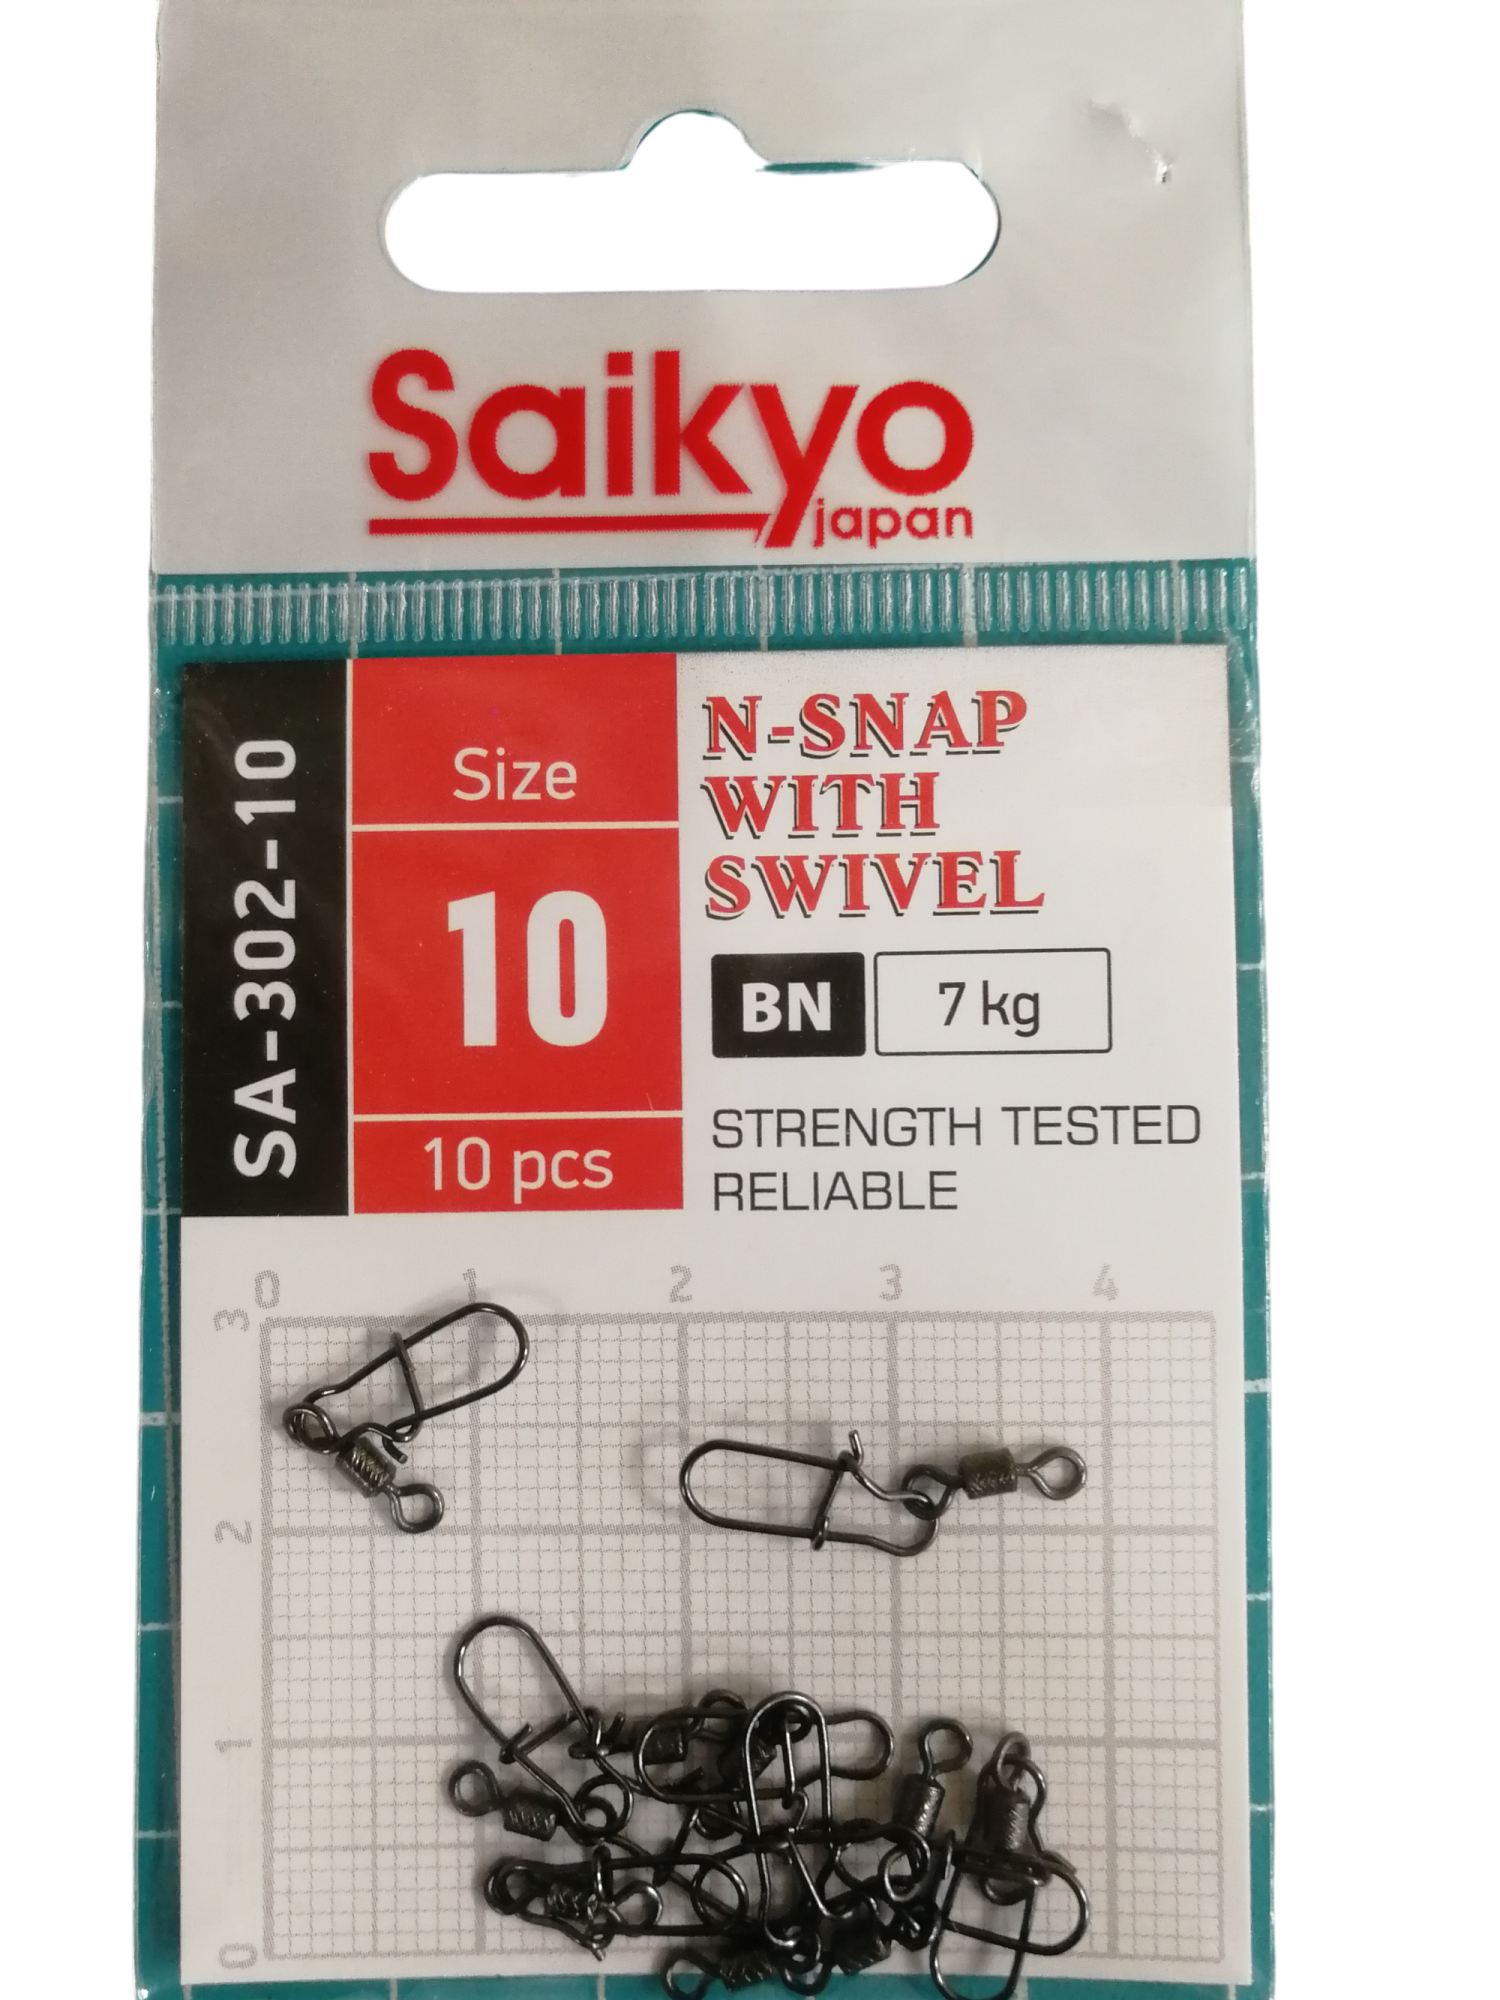 Saikyo
japan
SA-302-10
Size
10
10 pcs
N-SNAP
WITH
SWIVEL
BN
7 kg
STRENGTH TESTED
RELIABLE
0 1 2 3 4
3
2
1
0